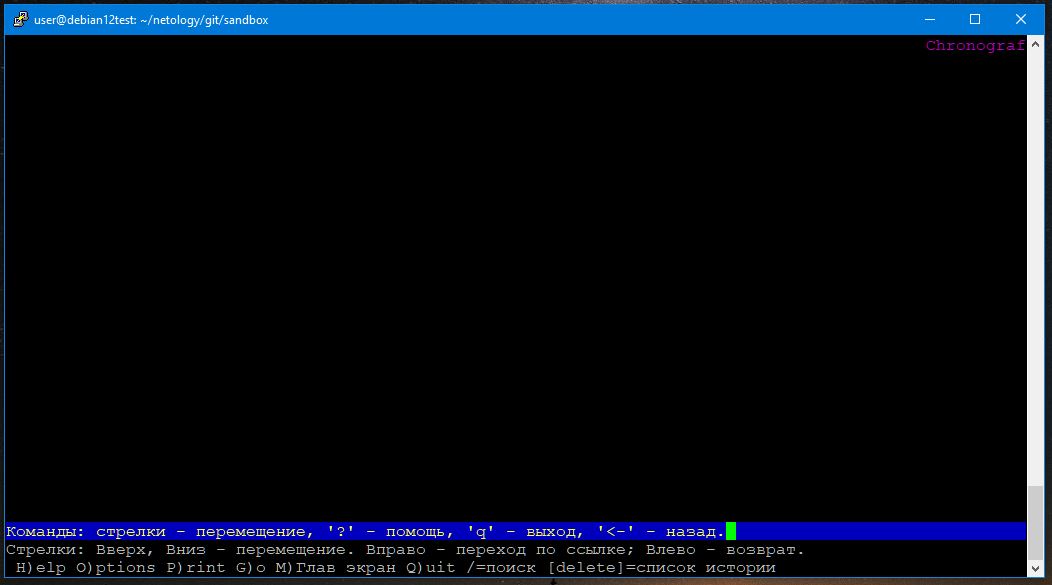 user@debian12test: ~/netology/git/sandbox
Chronograf
Команды: стрелки - перемещение, '?' - помощь, 'q' - выход, '<-' - назад.
Стрелки: Вверх, Вниз - перемещение. Вправо - переход по ссылке; Влево - возврат.
H)elp O)ptions P)rint G)o M)Глав экран Q)uit /=поиск [delete]=список истории